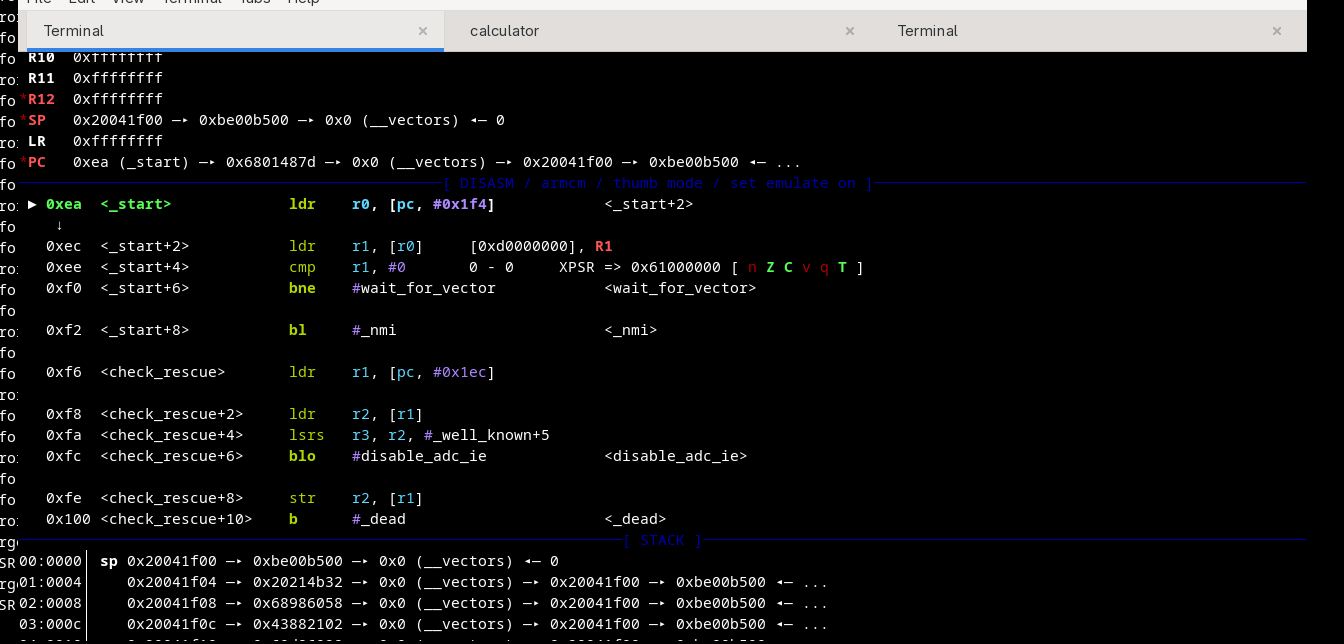 File Edit View Terminal Tabs Help
Terminal × calculator × Terminal ×
R10 0xffffffff
R11 0xffffffff
*R12 0xffffffff
*SP 0x20041f00 —▸ 0xbe00b500 —▸ 0x0 (__vectors) ◂— 0
LR 0xffffffff
*PC 0xea (_start) —▸ 0x6801487d —▸ 0x0 (__vectors) —▸ 0x20041f00 —▸ 0xbe00b500 ◂— ...
[ DISASM / armcm / thumb mode / set emulate on ]
► 0xea <_start> ldr r0, [pc, #0x1f4] <_start+2>
↓
0xec <_start+2> ldr r1, [r0] [0xd0000000], R1
0xee <_start+4> cmp r1, #0 0 - 0 XPSR => 0x61000000 [ n Z C v q T ]
0xf0 <_start+6> bne #wait_for_vector <wait_for_vector>
0xf2 <_start+8> bl #_nmi <_nmi>
0xf6 <check_rescue> ldr r1, [pc, #0x1ec]
0xf8 <check_rescue+2> ldr r2, [r1]
0xfa <check_rescue+4> lsrs r3, r2, #_well_known+5
0xfc <check_rescue+6> blo #disable_adc_ie <disable_adc_ie>
0xfe <check_rescue+8> str r2, [r1]
0x100 <check_rescue+10> b #_dead <_dead>
[ STACK ]
00:0000│ sp 0x20041f00 —▸ 0xbe00b500 —▸ 0x0 (__vectors) ◂— 0
01:0004│ 0x20041f04 —▸ 0x20214b32 —▸ 0x0 (__vectors) —▸ 0x20041f00 —▸ 0xbe00b500 ◂— ...
02:0008│ 0x20041f08 —▸ 0x68986058 —▸ 0x0 (__vectors) —▸ 0x20041f00 —▸ 0xbe00b500 ◂— ...
03:000c│ 0x20041f0c —▸ 0x43882102 —▸ 0x0 (__vectors) —▸ 0x20041f00 —▸ 0xbe00b500 ◂— ...